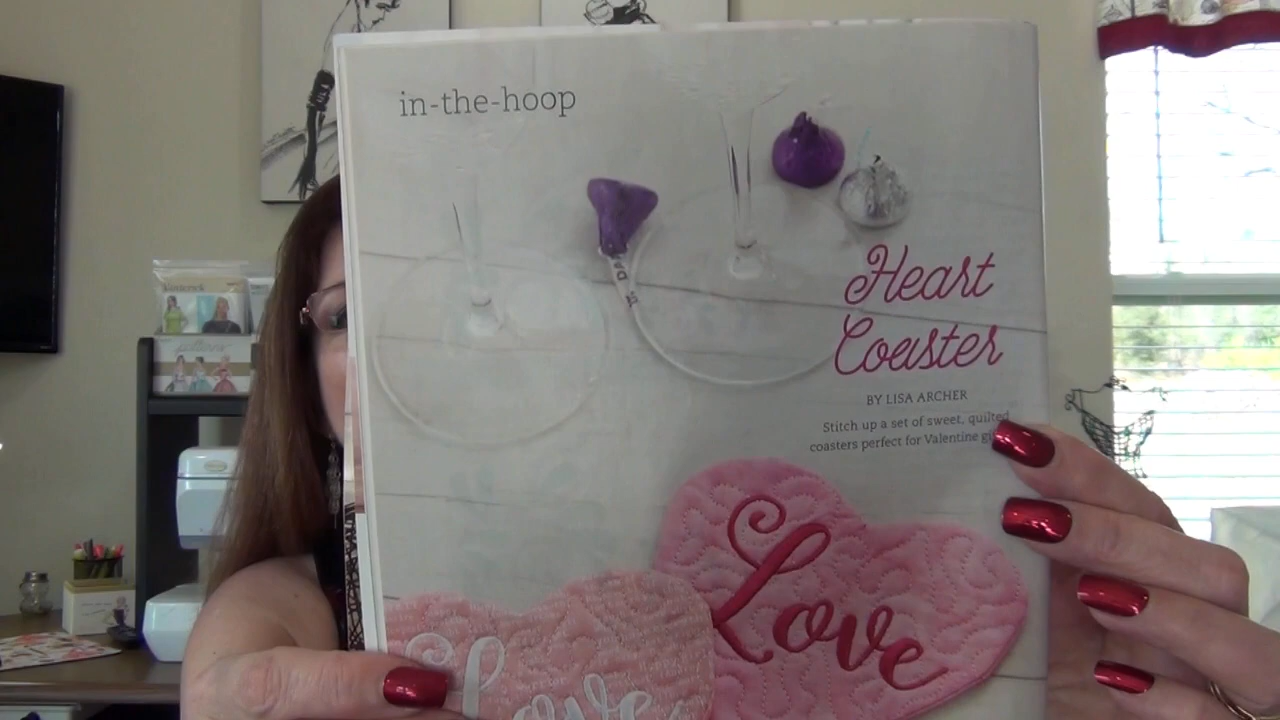 in-the-hoop
Heart
Coaster
BY LISA ARCHER
Stitch up a set of sweet, quilted
coasters perfect for Valentine
Love
Love